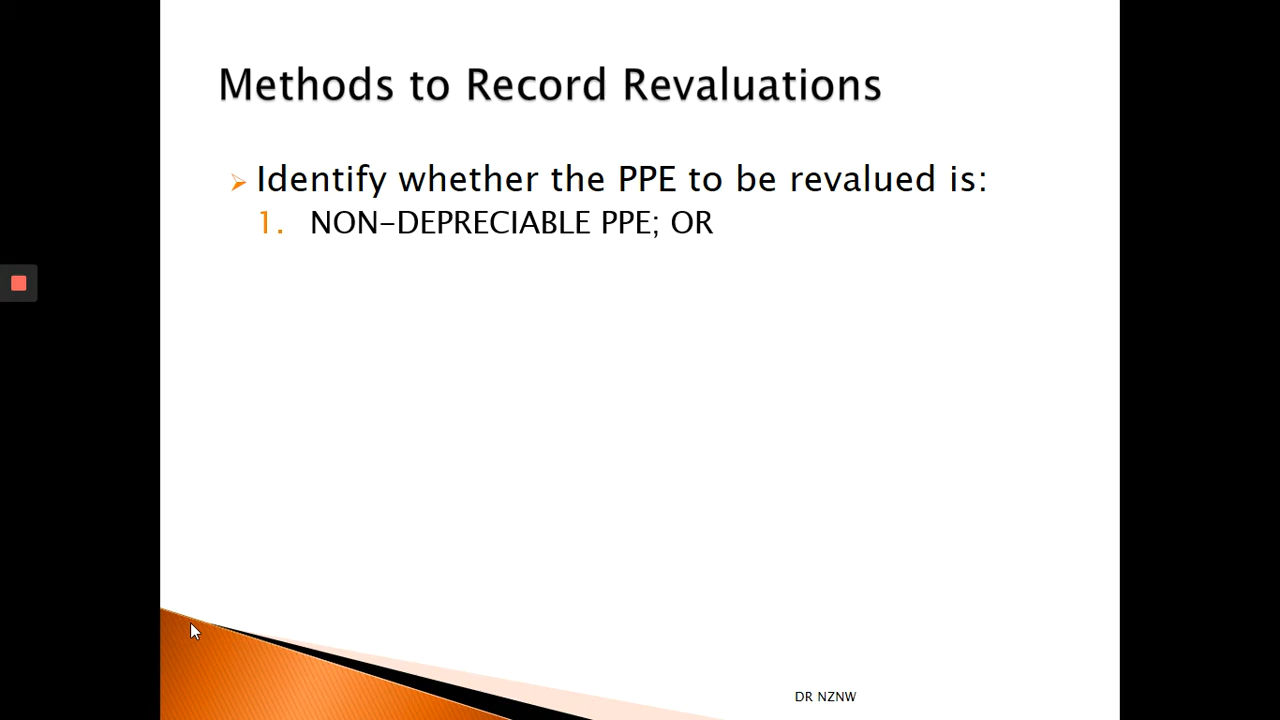 Methods to Record Revaluations
Identify whether the PPE to be revalued is:
1. NON-DEPRECIABLE PPE; OR
DR NZNW